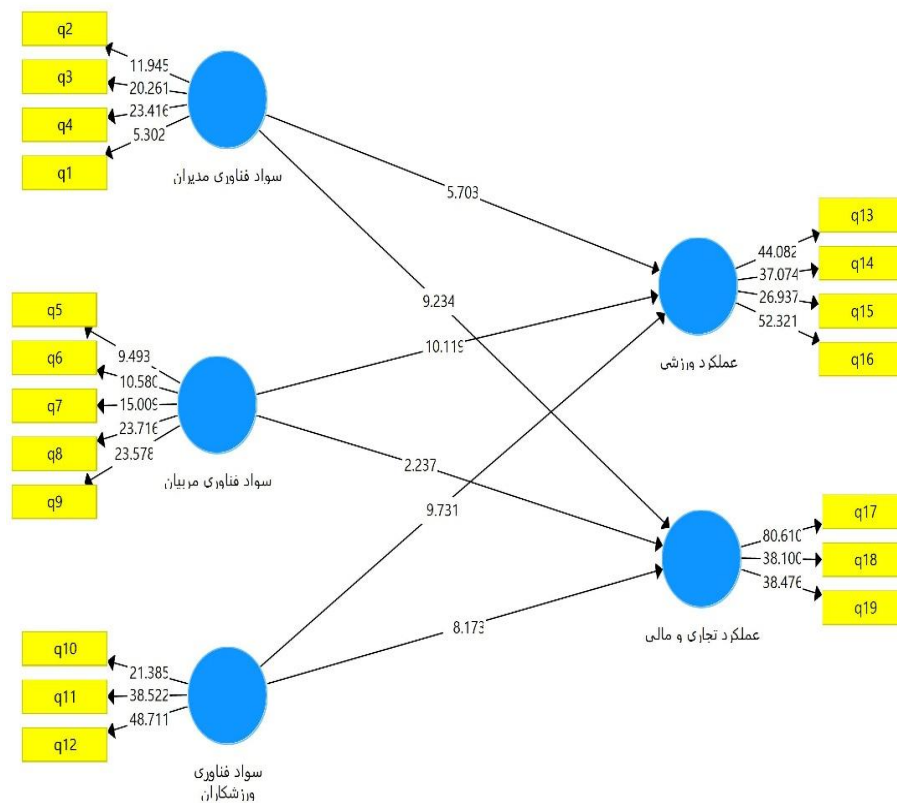 q2
q3
q4
q1
11.945
20.261
23.416
5.302
سواد فناوری مدیران
5.703
9.234
q13
q14
q15
q16
44.082
37.074
26.937
52.321
عملکرد ورزشی
q5
q6
q7
q8
q9
9.493
10.580
15.009
23.716
23.578
سواد فناوری مربیان
10.119
2.237
9.731
8.173
q17
q18
q19
80.610
38.100
38.476
عملکرد تجاری و مالی
q10
q11
q12
21.385
38.522
48.711
سواد فناوری
ورزشکاران